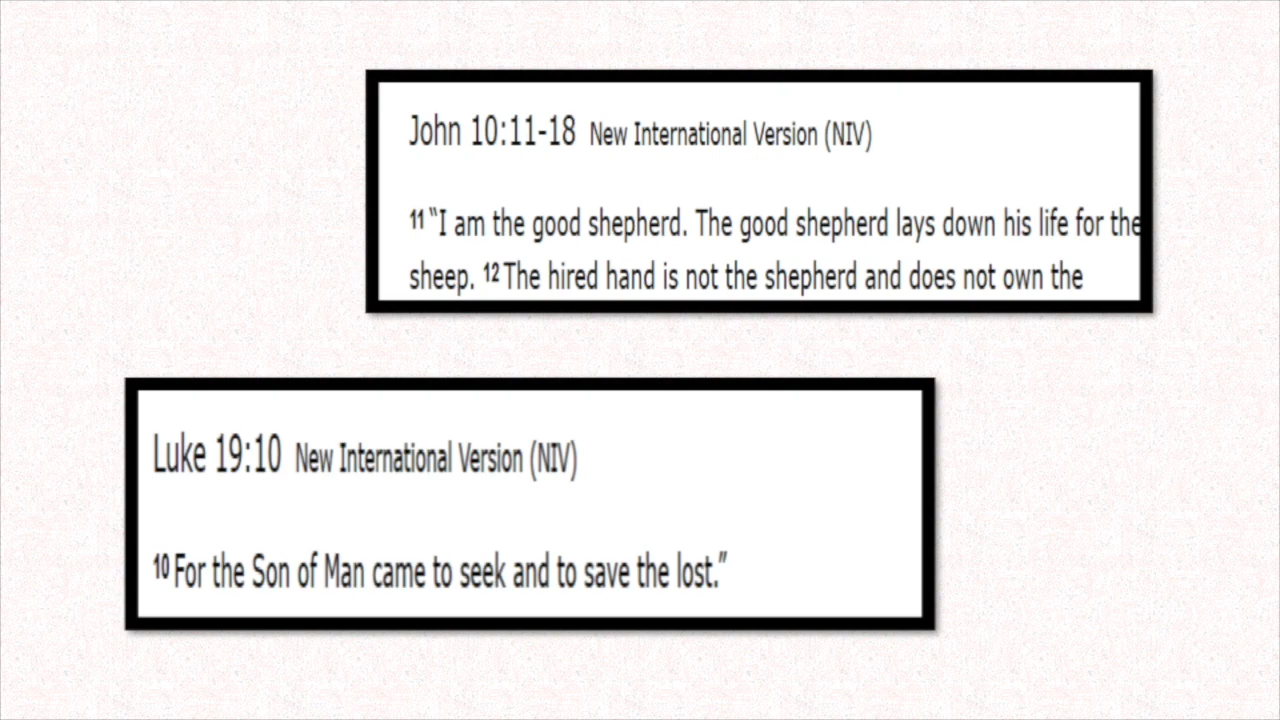 John 10:11-18 New International Version (NIV)
11 “I am the good shepherd. The good shepherd lays down his life for the
sheep. 12 The hired hand is not the shepherd and does not own the
Luke 19:10 New International Version (NIV)
10 For the Son of Man came to seek and to save the lost.”